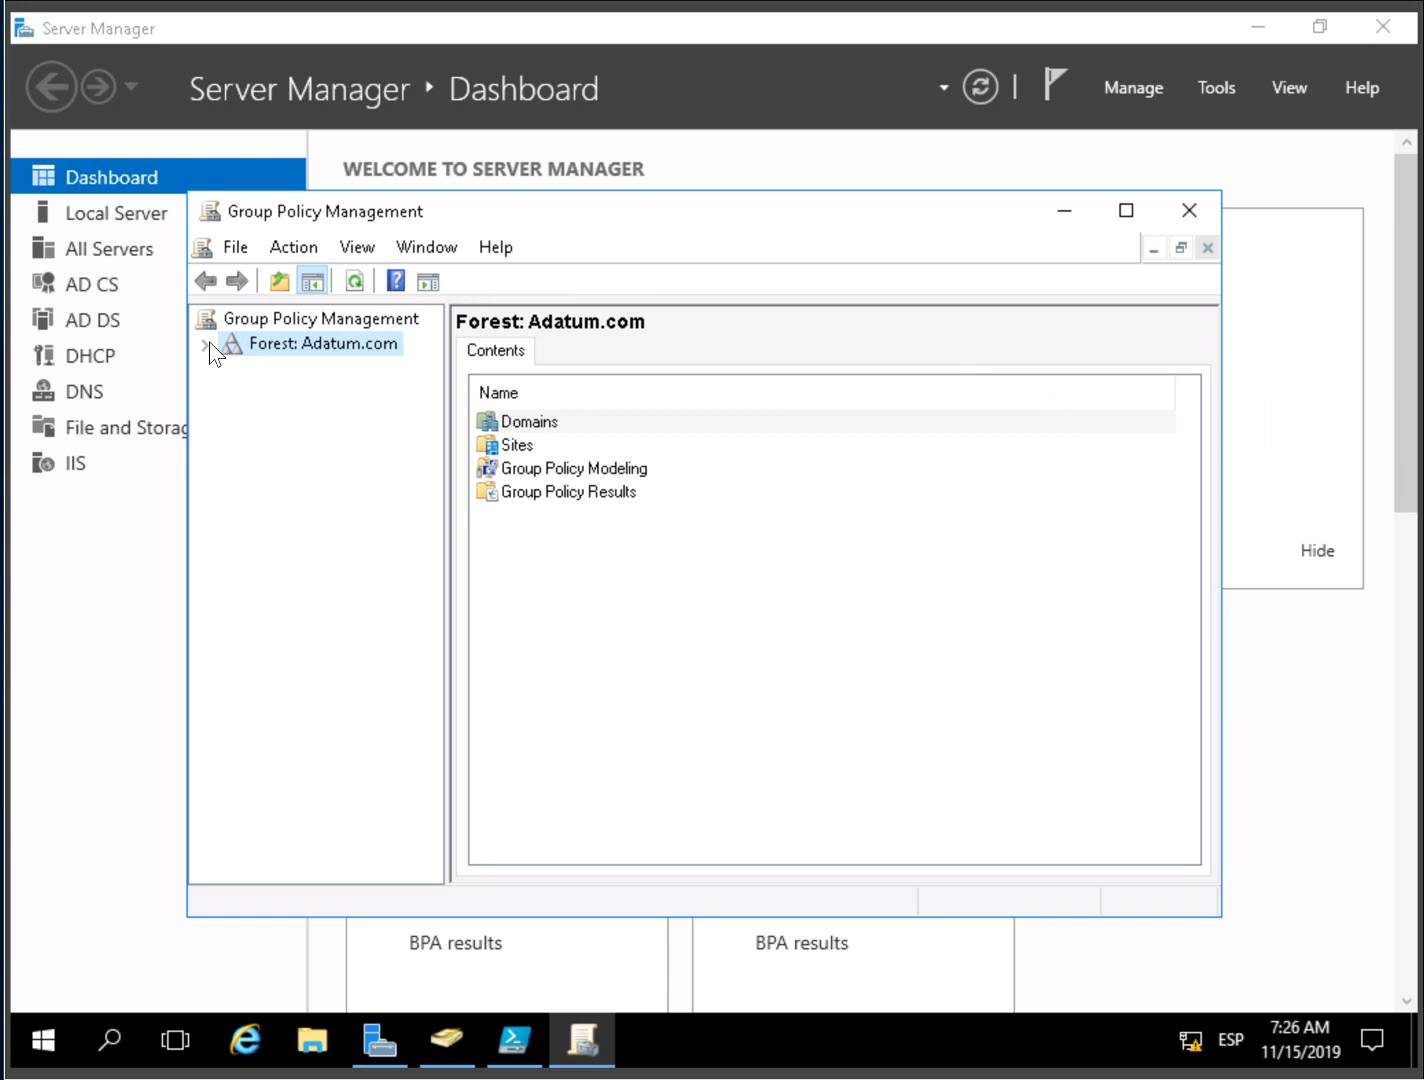 Server Manager
Server Manager ‣ Dashboard
Manage
Tools
View
Help
Dashboard
Local Server
All Servers
AD CS
AD DS
DHCP
DNS
File and Storag
IIS
WELCOME TO SERVER MANAGER
Group Policy Management
File
Action
View
Window
Help
Group Policy Management
Forest: Adatum.com
Forest: Adatum.com
Contents
Name
Domains
Sites
Group Policy Modeling
Group Policy Results
Hide
BPA results
BPA results
ESP
7:26 AM
11/15/2019